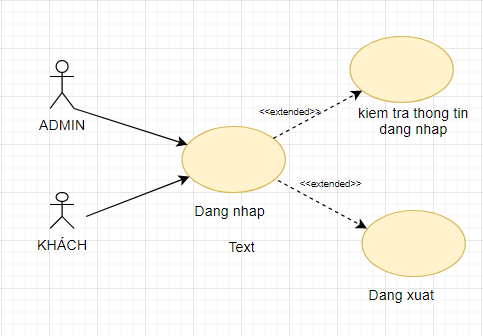 <<extended>>
kiem tra thong tin
dang nhap
ADMIN
<<extended>>
Dang nhap
KHÁCH
Text
Dang xuat